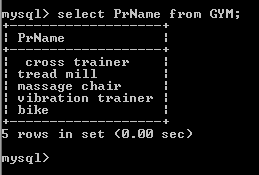 mysql> select PrName from GYM;
+-------------------+
| PrName            |
+-------------------+
|  cross trainer    |
| tread mill        |
| massage chair     |
| vibration trainer |
| bike              |
+-------------------+
5 rows in set (0.00 sec)
mysql>